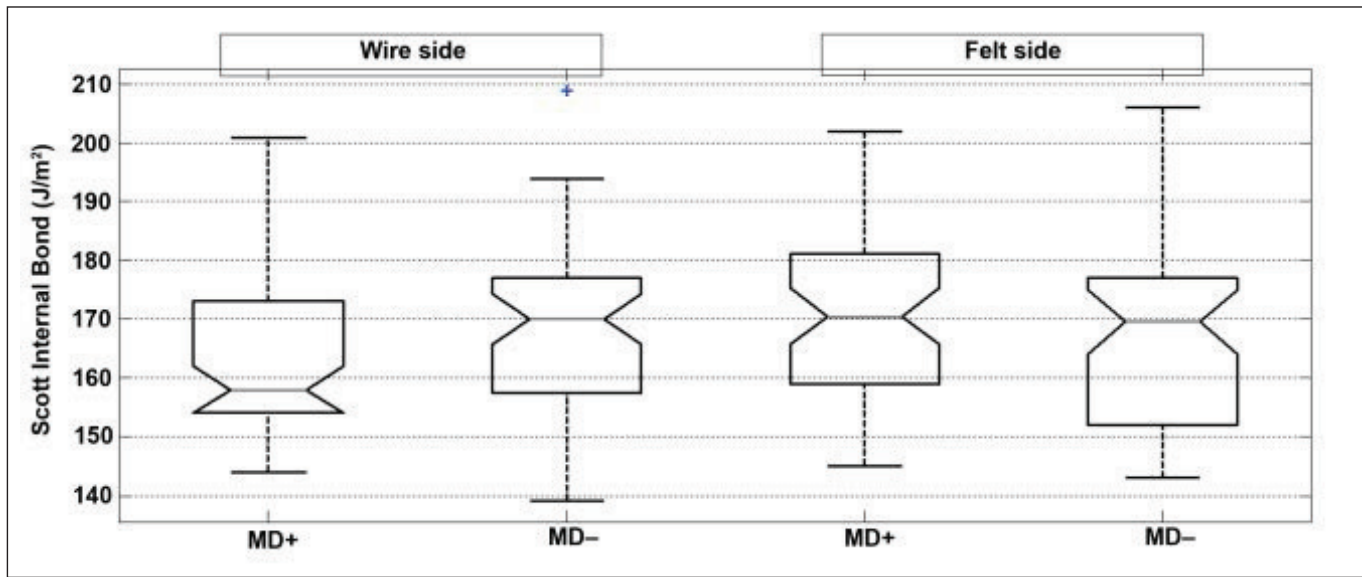 Wire side
Felt side
Scott Internal Bond (J/m²)
210
200
190
180
170
160
150
140
MD+
MD–
MD+
MD–